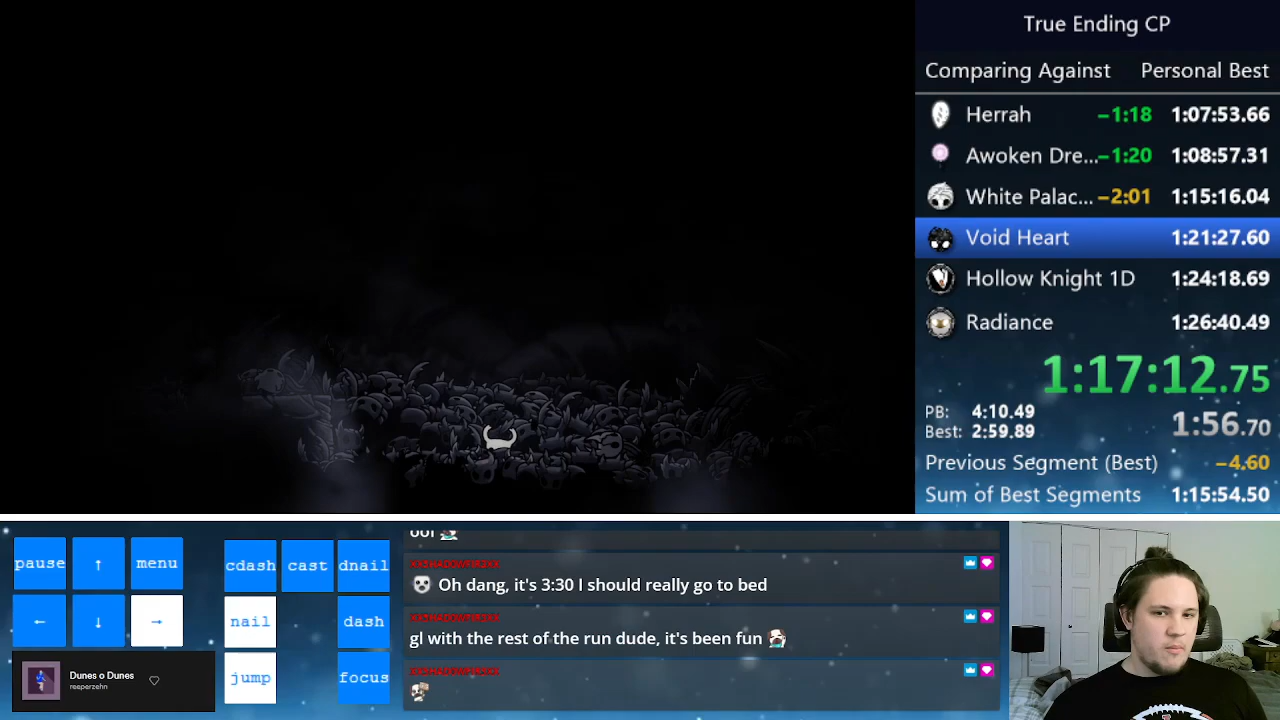 True Ending CP
Comparing Against Personal Best
Herrah −1:18 1:07:53.66
Awoken Dre... −1:20 1:08:57.31
White Palac... −2:01 1:15:16.04
Void Heart 1:21:27.60
Hollow Knight 1D 1:24:18.69
Radiance 1:26:40.49
1:17:12.75
PB: 4:10.49
Best: 2:59.89
1:56.70
Previous Segment (Best) −4.60
Sum of Best Segments 1:15:54.50
pause ↑ menu
← ↓ →
cdash cast dnail
nail dash
jump focus
Dunes o Dunes
reeperzehn
Oh dang, it's 3:30 I should really go to bed
gl with the rest of the run dude, it's been fun